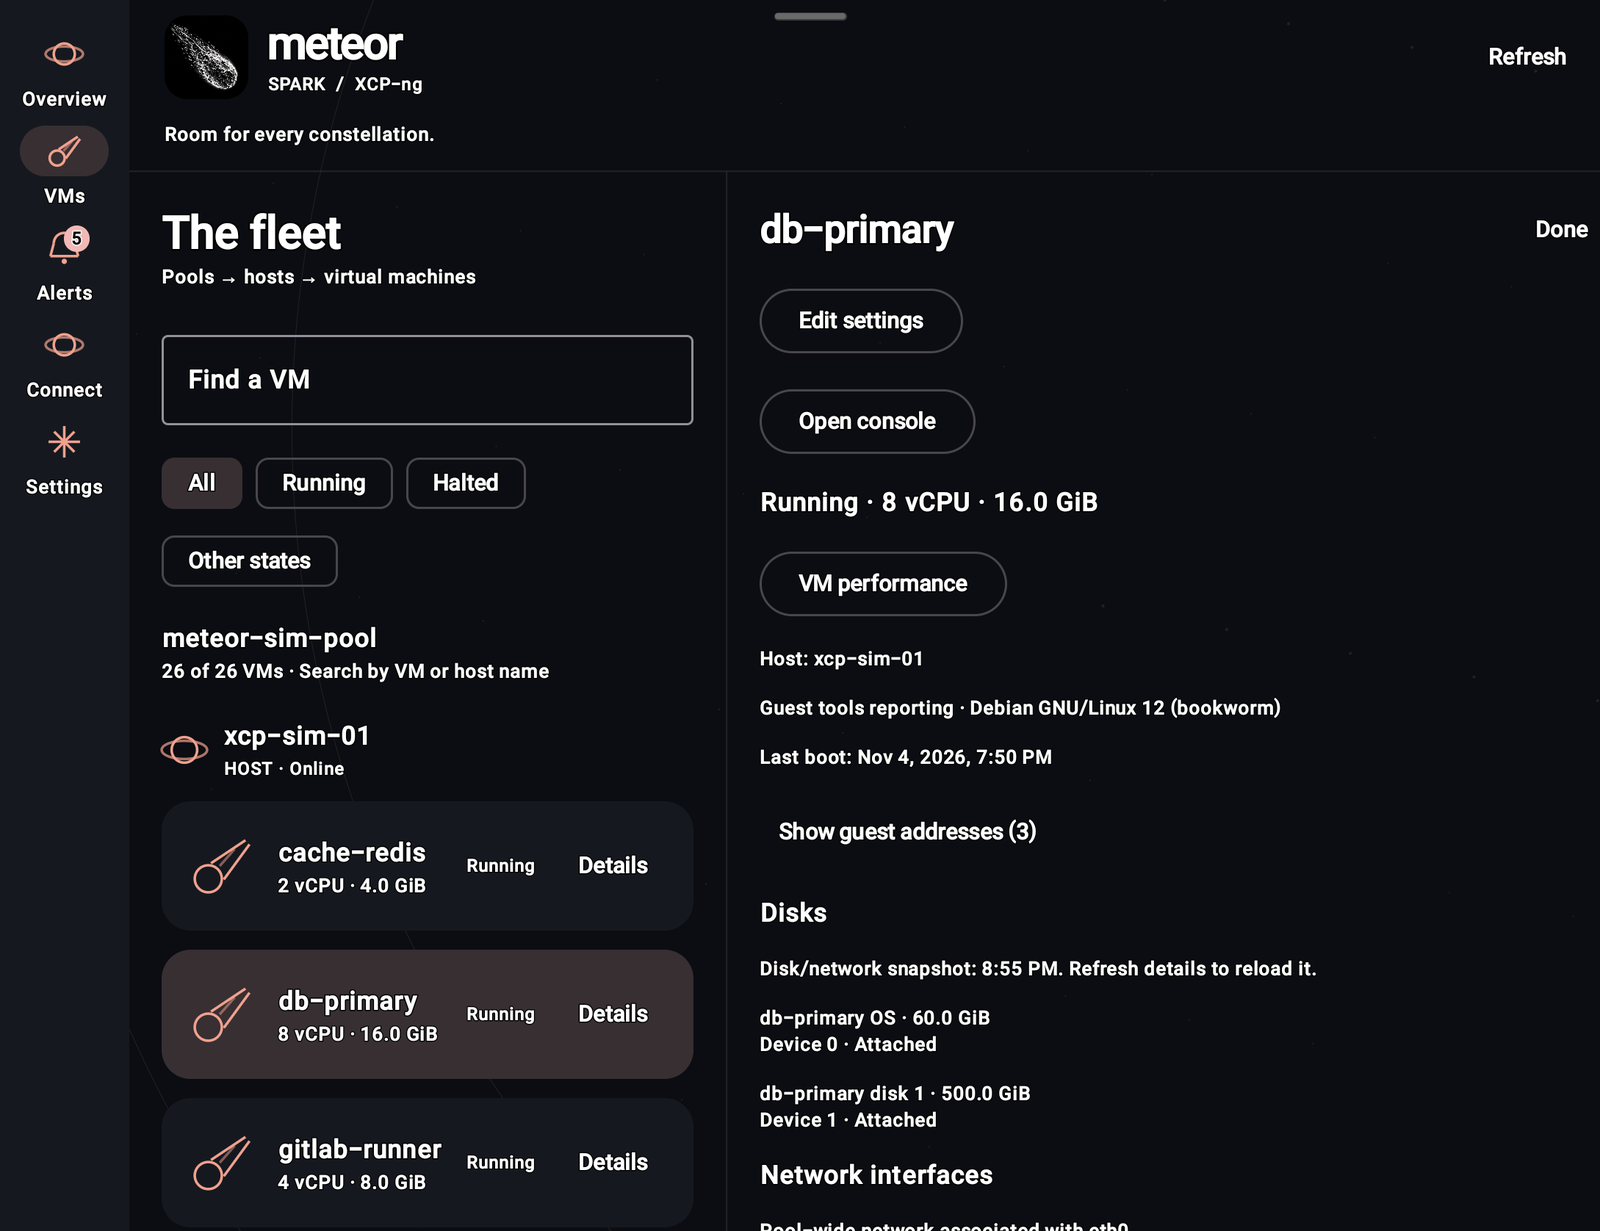 Overview
VMs
5
Alerts
Connect
Settings
meteor
SPARK / XCP-ng
Refresh
Room for every constellation.
The fleet
Pools → hosts → virtual machines
Find a VM
All
Running
Halted
Other states
meteor-sim-pool
26 of 26 VMs · Search by VM or host name
xcp-sim-01
HOST · Online
cache-redis
2 vCPU · 4.0 GiB
Running
Details
db-primary
8 vCPU · 16.0 GiB
Running
Details
gitlab-runner
4 vCPU · 8.0 GiB
Running
Details
db-primary
Done
Edit settings
Open console
Running · 8 vCPU · 16.0 GiB
VM performance
Host: xcp-sim-01
Guest tools reporting · Debian GNU/Linux 12 (bookworm)
Last boot: Nov 4, 2026, 7:50 PM
Show guest addresses (3)
Disks
Disk/network snapshot: 8:55 PM. Refresh details to reload it.
db-primary OS · 60.0 GiB
Device 0 · Attached
db-primary disk 1 · 500.0 GiB
Device 1 · Attached
Network interfaces
Pool-wide network associated with eth0